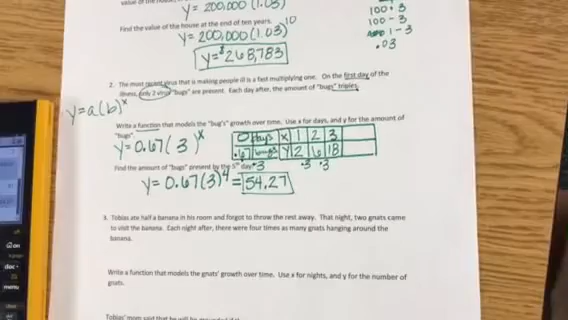 y = 200,000 (1.03)
100 + 3
100 - 3
1 - 3
.03
Find the value of the house at the end of ten years.
y = 200,000 (1.03)^10
y = $268,783
2. The most recent virus that is making people ill is a fast multiplying one. On the first day of the
illness, only 2 virus "bugs" are present. Each day after, the amount of "bugs" triples.
y = a(b)^x
Write a function that models the "bug's" growth over time. Use x for days, and y for the amount of
"bugs".
y = 0.67(3)^x
0 days x 1 2 3
.67 bugs y 2 6 18
·3 ·3 ·3
Find the amount of "bugs" present by the 5th day.
y = 0.67(3)^4 = 54.27
3. Tobias ate half a banana in his room and forgot to throw the rest away. That night, two gnats came
to visit the banana. Each night after, there were four times as many gnats hanging around the
banana.
Write a function that models the gnats' growth over time. Use x for nights, and y for the number of
gnats.
on
doc
menu